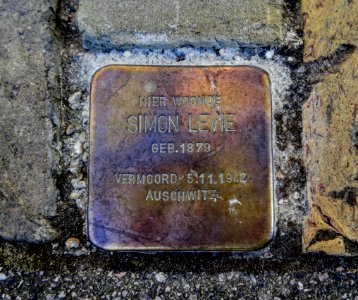 HIER WOONDE
SIMON LEVIE
GEB.1879
VERMOORD 5.11.1942
AUSCHWITZ